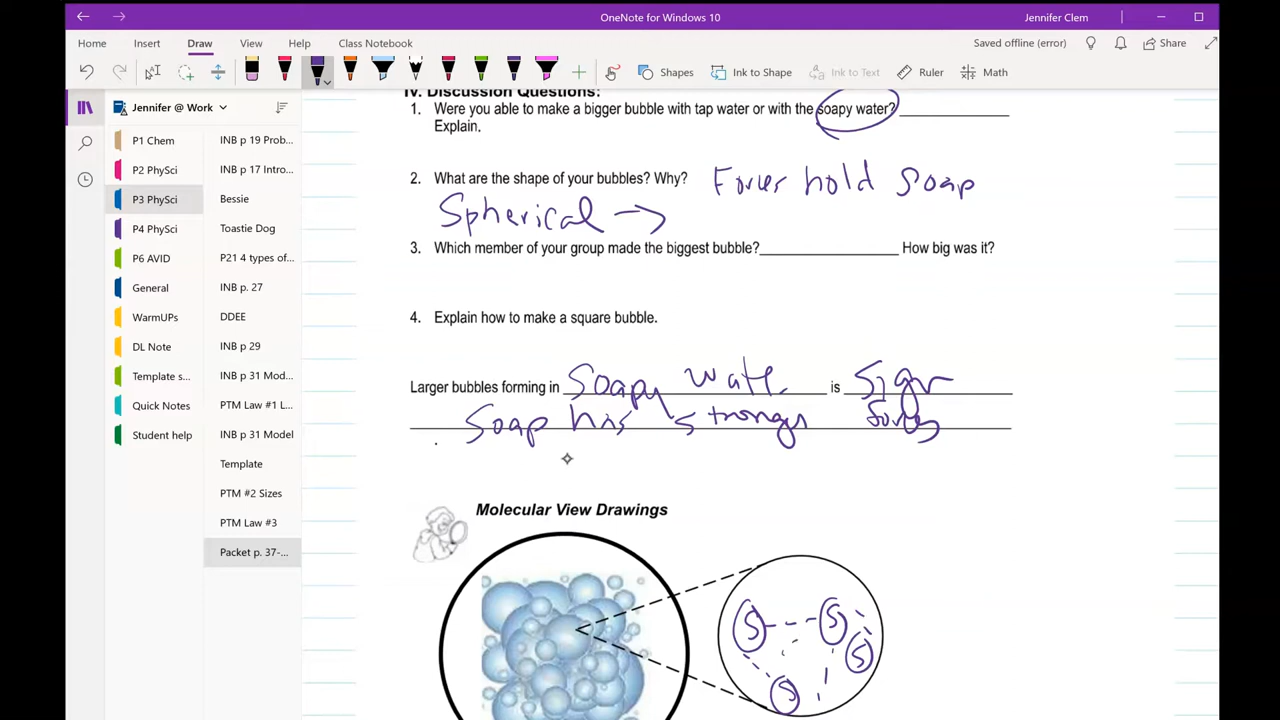 OneNote for Windows 10
Jennifer Clem
Home Insert Draw View Help Class Notebook
Saved offline (error)
Share
Shapes
Ink to Shape
Ink to Text
Ruler
Math
Jennifer @ Work
P1 Chem
P2 PhySci
P3 PhySci
P4 PhySci
P6 AVID
General
WarmUPs
DL Note
Template s...
Quick Notes
Student help
INB p 19 Prob...
INB p 17 Intro...
Bessie
Toastie Dog
P21 4 types of...
INB p. 27
DDEE
INB p 29
INB p 31 Mod...
PTM Law #1 L...
INB p 31 Model
Template
PTM #2 Sizes
PTM Law #3
Packet p. 37-...
IV. Discussion Questions:
1. Were you able to make a bigger bubble with tap water or with the soapy water?
Explain.
2. What are the shape of your bubbles? Why? Forces hold soap
Spherical →
3. Which member of your group made the biggest bubble? How big was it?
4. Explain how to make a square bubble.
Larger bubbles forming in Soapy water is sign
Soap has stronger forces
Molecular View Drawings
S S
S
S